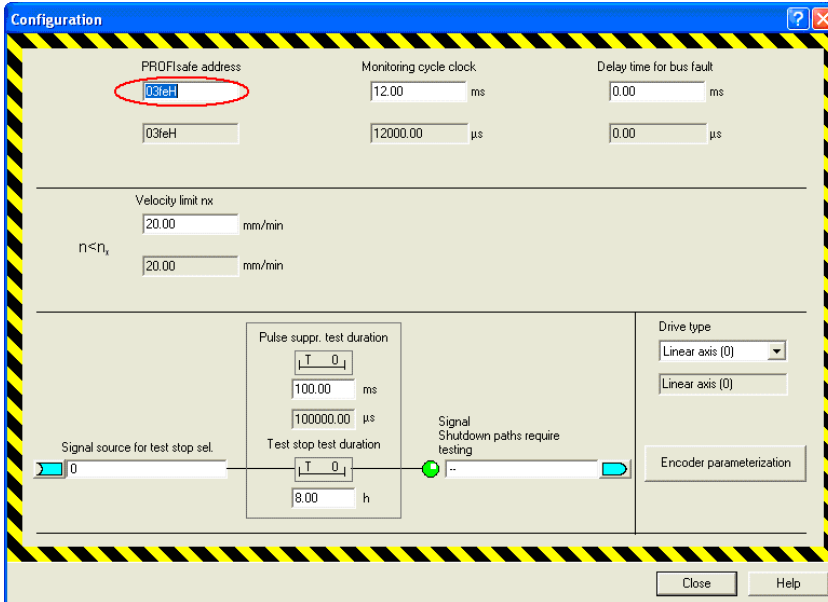 Configuration
PROFIsafe address
Monitoring cycle clock
Delay time for bus fault
03feH
12.00
ms
0.00
ms
03feH
12000.00
µs
0.00
µs
Velocity limit nx
20.00
mm/min
n<nx
20.00
mm/min
Pulse suppr. test duration
T 0
100.00
ms
100000.00
µs
Test stop test duration
T 0
8.00
h
Signal source for test stop sel.
0
Signal
Shutdown paths require
testing
--
Drive type
Linear axis (0)
Linear axis (0)
Encoder parameterization
Close
Help